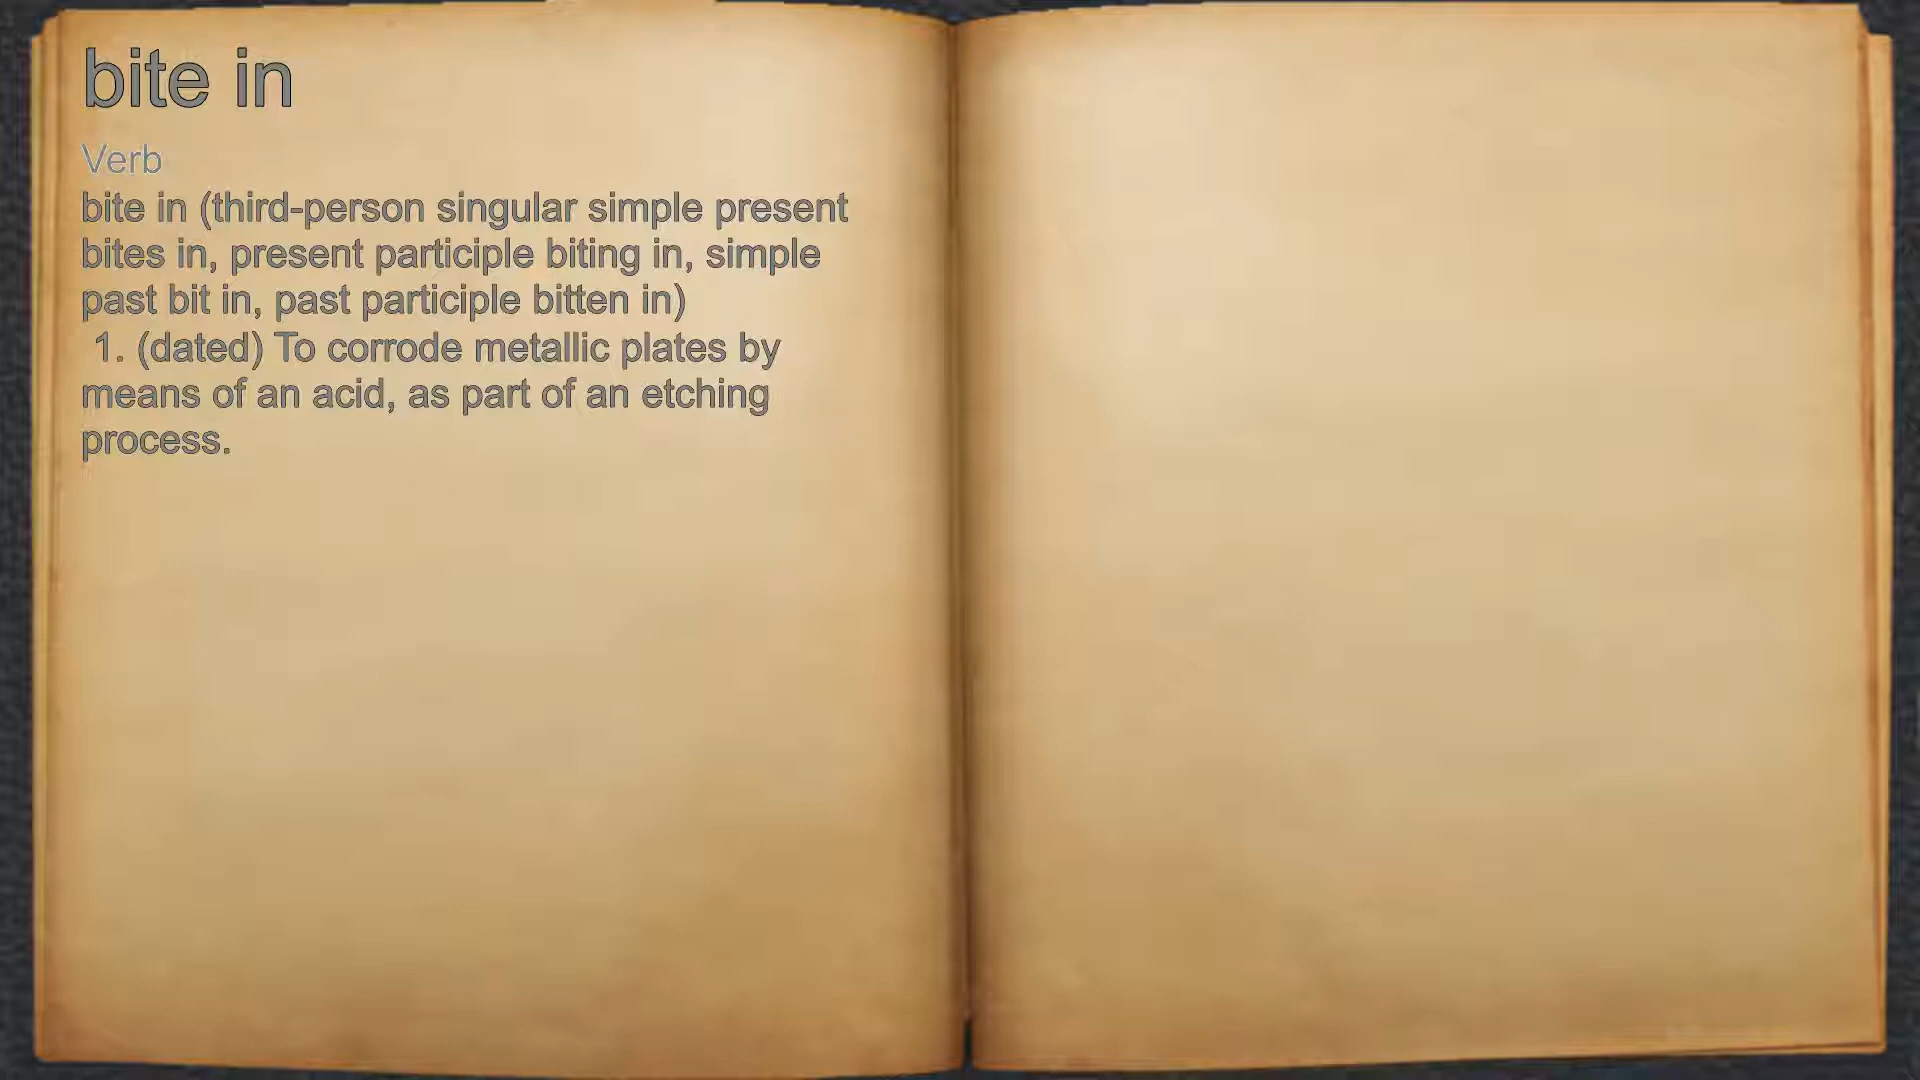 bite in
Verb
bite in (third-person singular simple present
bites in, present participle biting in, simple
past bit in, past participle bitten in)
1. (dated) To corrode metallic plates by
means of an acid, as part of an etching
process.